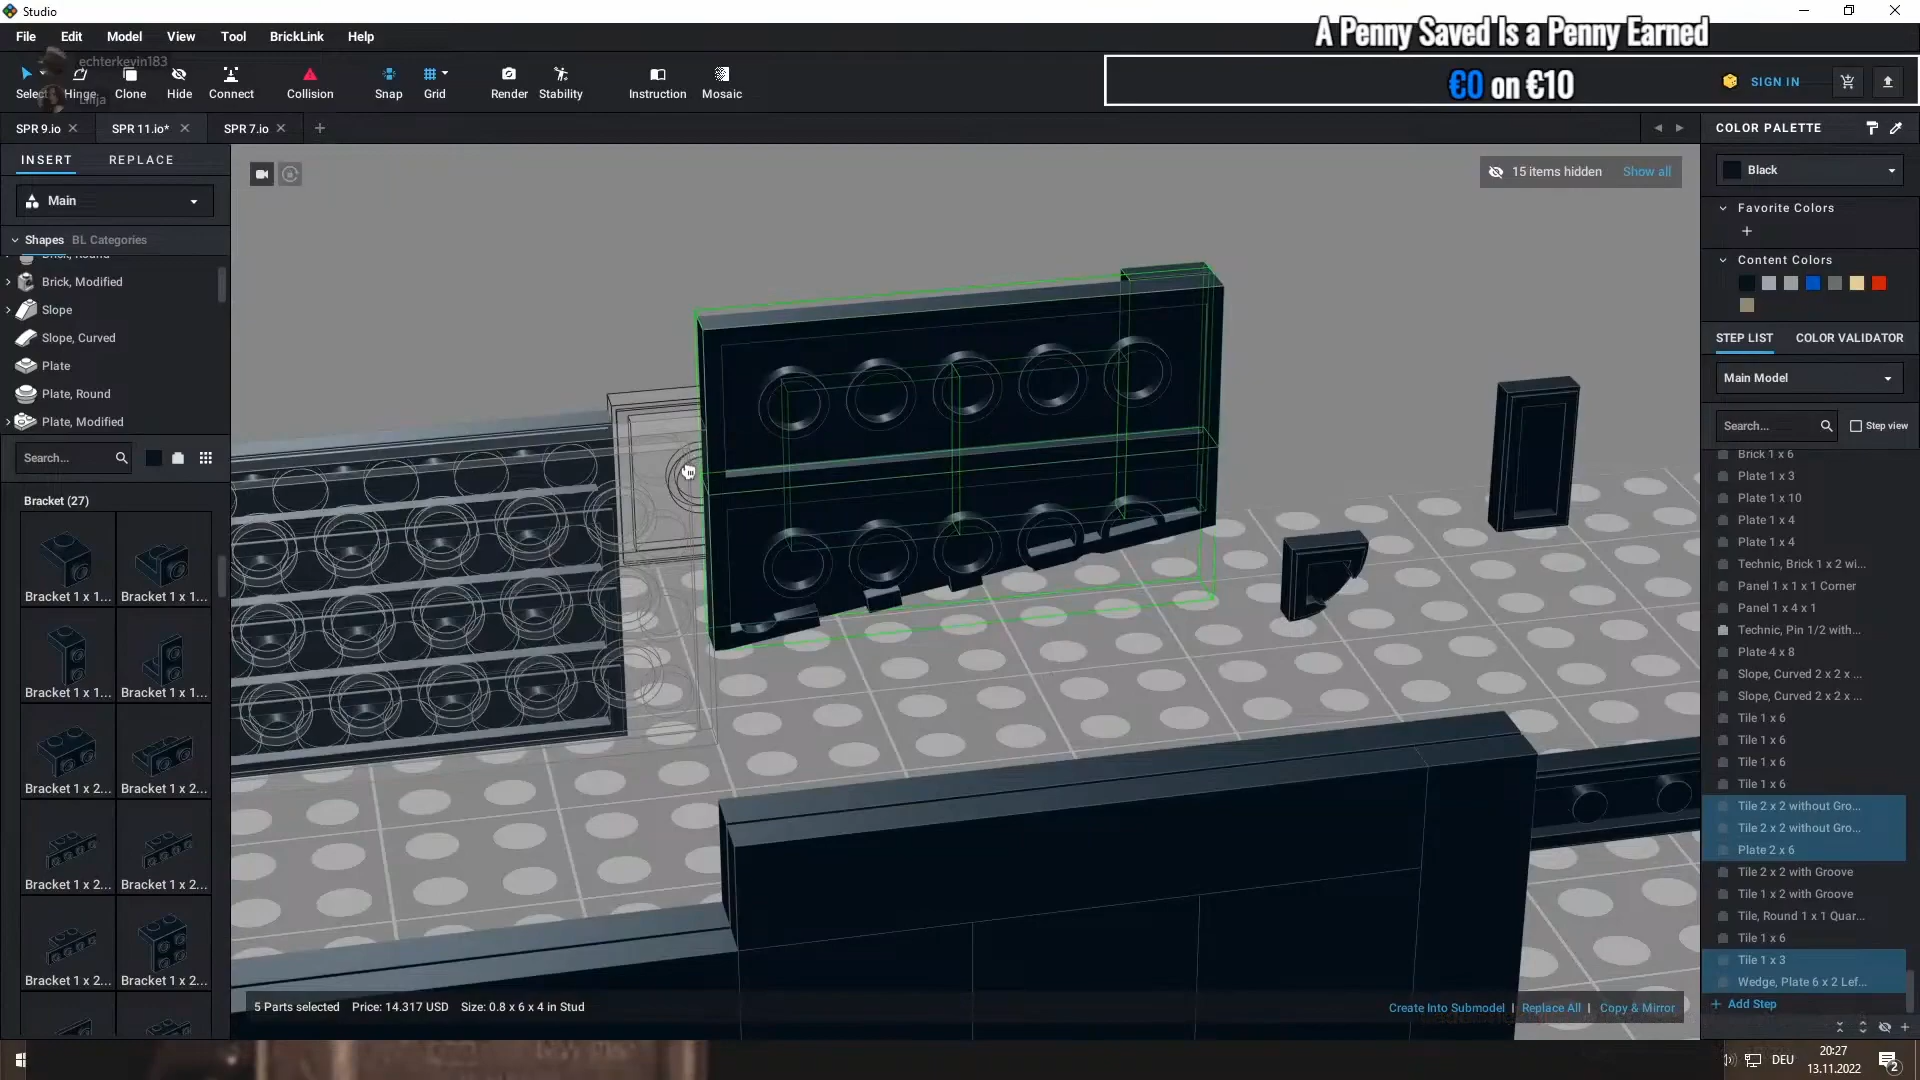 Studio
A Penny Saved Is a Penny Earned
File Edit Model View Tool BrickLink Help
echterkevin183
Lilija
€0 on €10
SIGN IN
Select Hinge Clone Hide Connect Collision Snap Grid Render Stability Instruction Mosaic
SPR 9.io SPR 11.io* SPR 7.io
COLOR PALETTE
INSERT REPLACE
15 items hidden Show all
Black
Main
Favorite Colors
Shapes BL Categories
Brick, Round
Content Colors
Brick, Modified
Slope
Slope, Curved
STEP LIST COLOR VALIDATOR
Plate
Main Model
Plate, Round
Plate, Modified
Search... Step view
Search...
Brick 1 x 6
Plate 1 x 3
Plate 1 x 10
Bracket (27)
Plate 1 x 4
Plate 1 x 4
Technic, Brick 1 x 2 wi...
Panel 1 x 1 x 1 Corner
Bracket 1 x 1... Bracket 1 x 1...
Panel 1 x 4 x 1
Technic, Pin 1/2 with...
Plate 4 x 8
Slope, Curved 2 x 2 x ...
Bracket 1 x 1... Bracket 1 x 1...
Slope, Curved 2 x 2 x ...
Tile 1 x 6
Tile 1 x 6
Tile 1 x 6
Tile 1 x 6
Bracket 1 x 2... Bracket 1 x 2...
Tile 2 x 2 without Gro...
Tile 2 x 2 without Gro...
Plate 2 x 6
Tile 2 x 2 with Groove
Bracket 1 x 2... Bracket 1 x 2...
Tile 1 x 2 with Groove
Tile, Round 1 x 1 Quar...
Tile 1 x 6
Tile 1 x 3
Bracket 1 x 2... Bracket 1 x 2...
Wedge, Plate 6 x 2 Lef...
Add Step
5 Parts selected Price: 14.317 USD Size: 0.8 x 6 x 4 in Stud
Create Into Submodel | Replace All | Copy & Mirror
DEU
20:27
13.11.2022
2